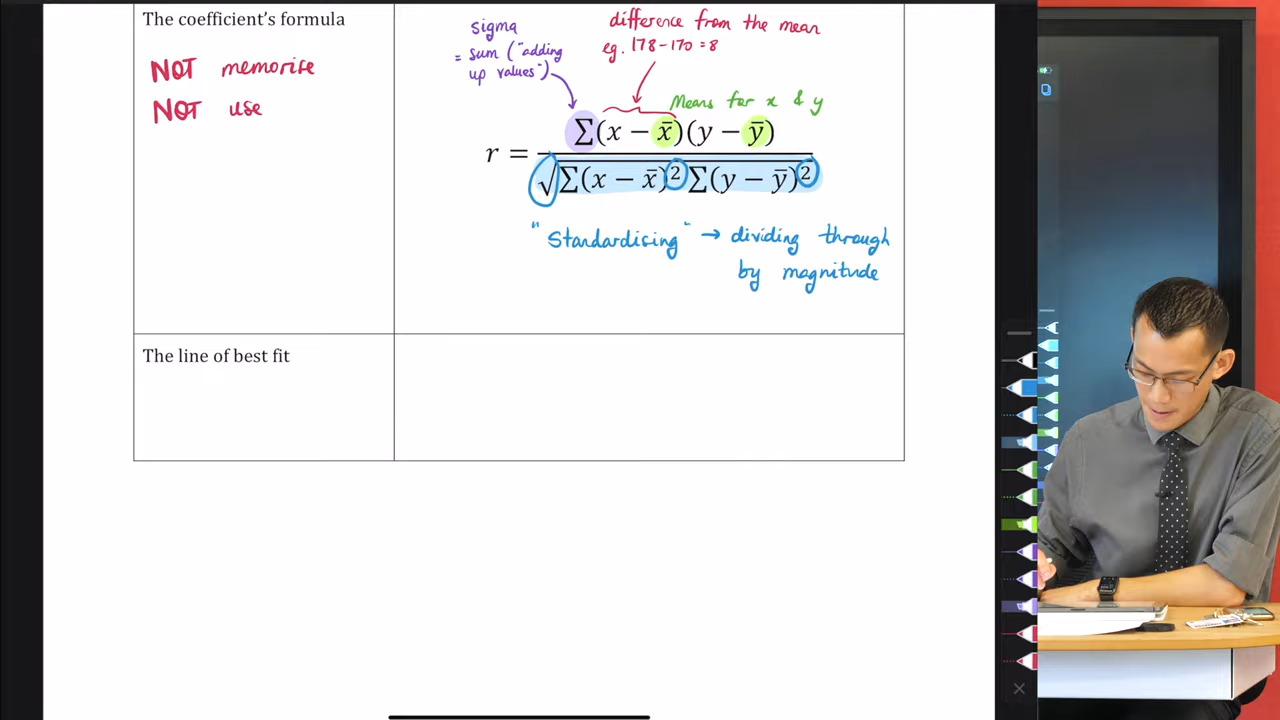 The coefficient's formula
NOT memorise
NOT use
sigma
= sum ("adding
up values")
difference from the mean
eg. 178-170 = 8
Means for x & y
r = Σ(x − x̄)(y − ȳ)
√Σ(x − x̄)² Σ(y − ȳ)²
"Standardising" → dividing through
by magnitude
The line of best fit